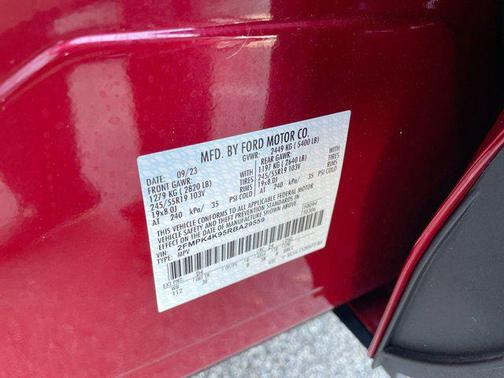 MFD. BY FORD MOTOR CO.
DATE: 09/23 GVWR: 2449 KG ( 5400 LB)
FRONT GAWR: REAR GAWR:
1279 KG ( 2820 LB) WITH 1197 KG ( 2640 LB) WITH
245/55R19 103V TIRES 245/55R19 103V TIRES
19x8.0J RIMS 19x8.0J RIMS
AT 240 kPa/ 35 PSI COLD AT 240 kPa/ 35 PSI COLD
THIS VEHICLE CONFORMS TO ALL APPLICABLE FEDERAL MOTOR
VEHICLE SAFETY AND THEFT PREVENTION STANDARDS IN
EFFECT ON THE DATE OF MANUFACTURE SHOWN ABOVE.
VIN: 2FMPK4K95RBA29559
TYPE: MPV